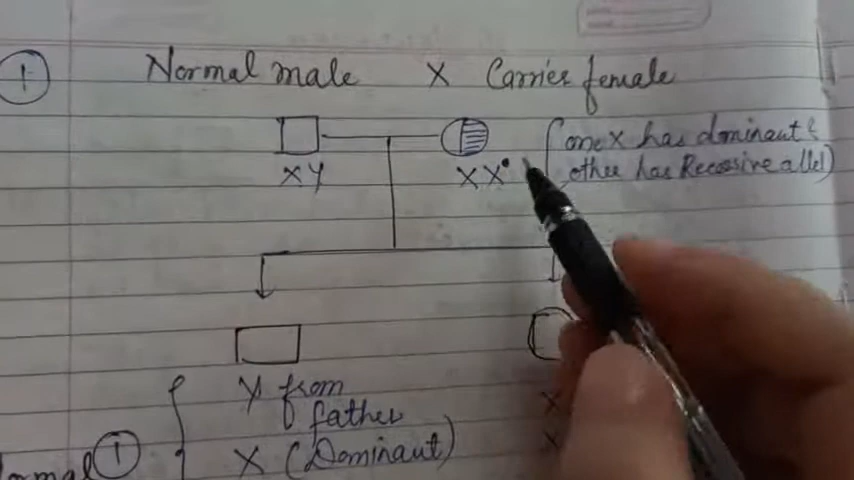 1
Normal male X Carrier female
(one X has dominant &
other has Recessive allel)
XY
XX•
Y from
father
X (Dominant)
1
X
X